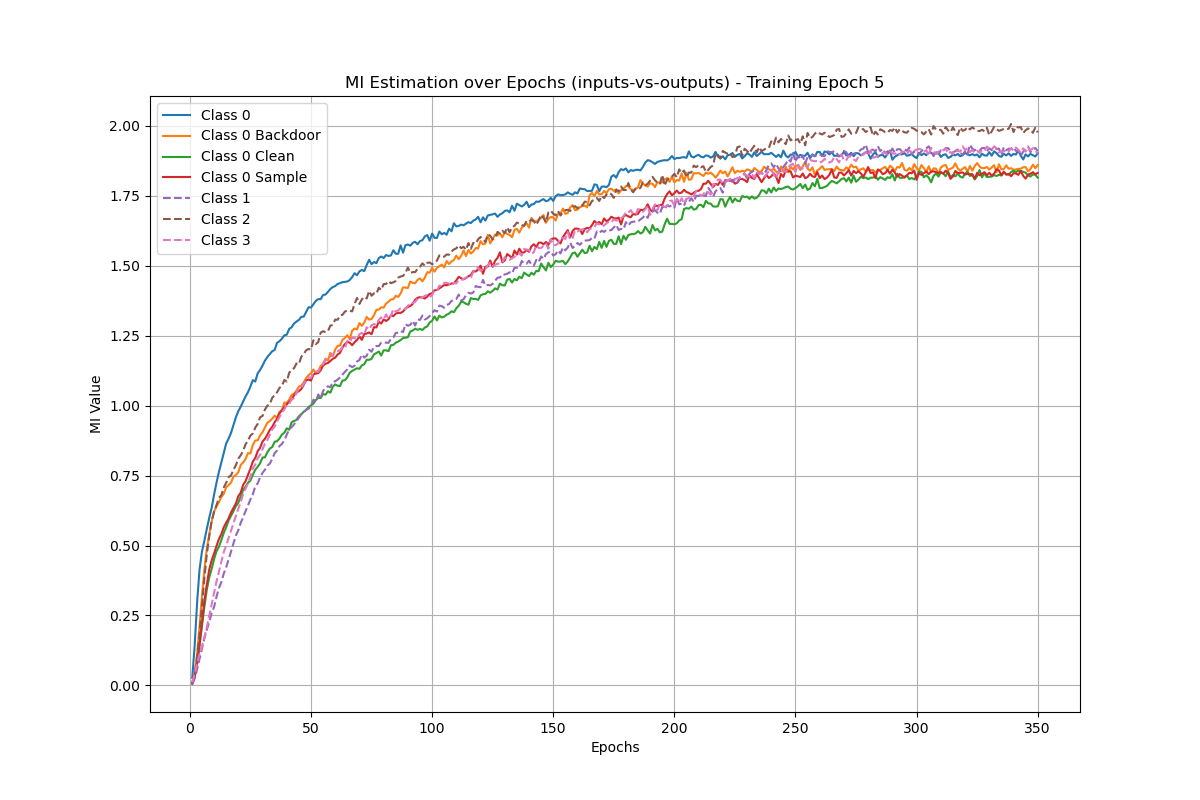 MI Estimation over Epochs (inputs-vs-outputs) - Training Epoch 5
Class 0
Class 0 Backdoor
Class 0 Clean
Class 0 Sample
Class 1
Class 2
Class 3
2.00
1.75
1.50
1.25
1.00
0.75
0.50
0.25
0.00
MI Value
0 50 100 150 200 250 300 350
Epochs